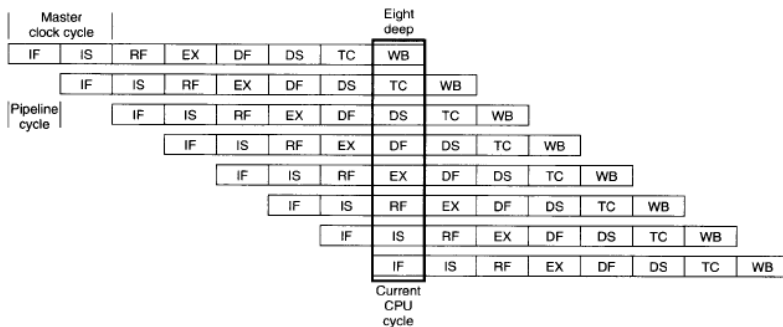 Master
clock cycle
Eight
deep
IF IS RF EX DF DS TC WB
IF IS RF EX DF DS TC WB
Pipeline
cycle
IF IS RF EX DF DS TC WB
IF IS RF EX DF DS TC WB
IF IS RF EX DF DS TC WB
IF IS RF EX DF DS TC WB
IF IS RF EX DF DS TC WB
IF IS RF EX DF DS TC WB
Current
CPU
cycle